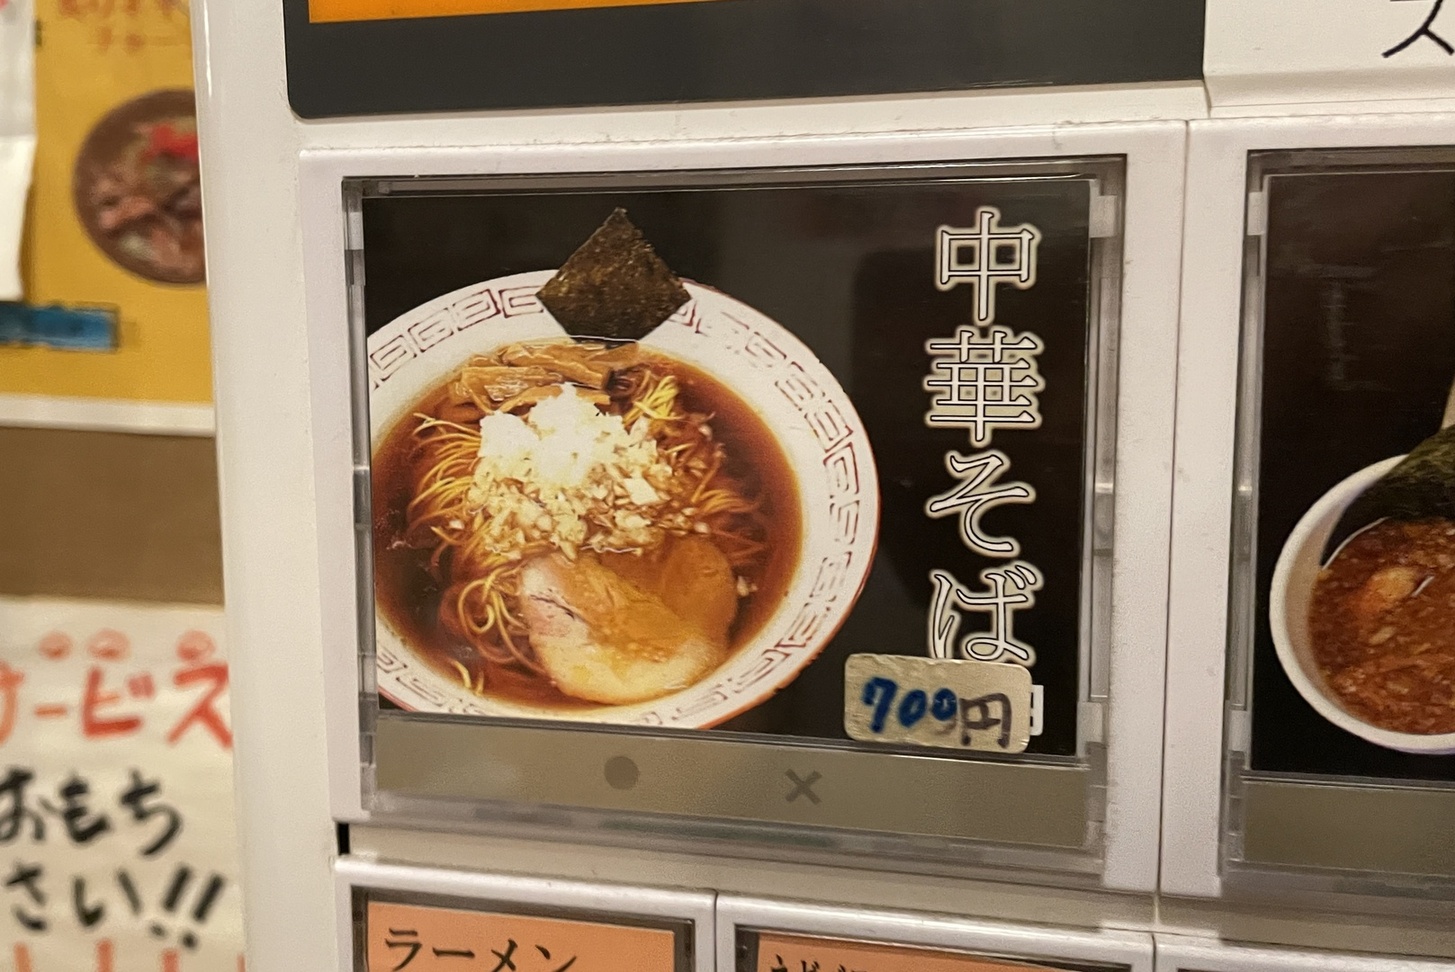 中華そば
700円
サービス
おもち
さい!!
ラーメン